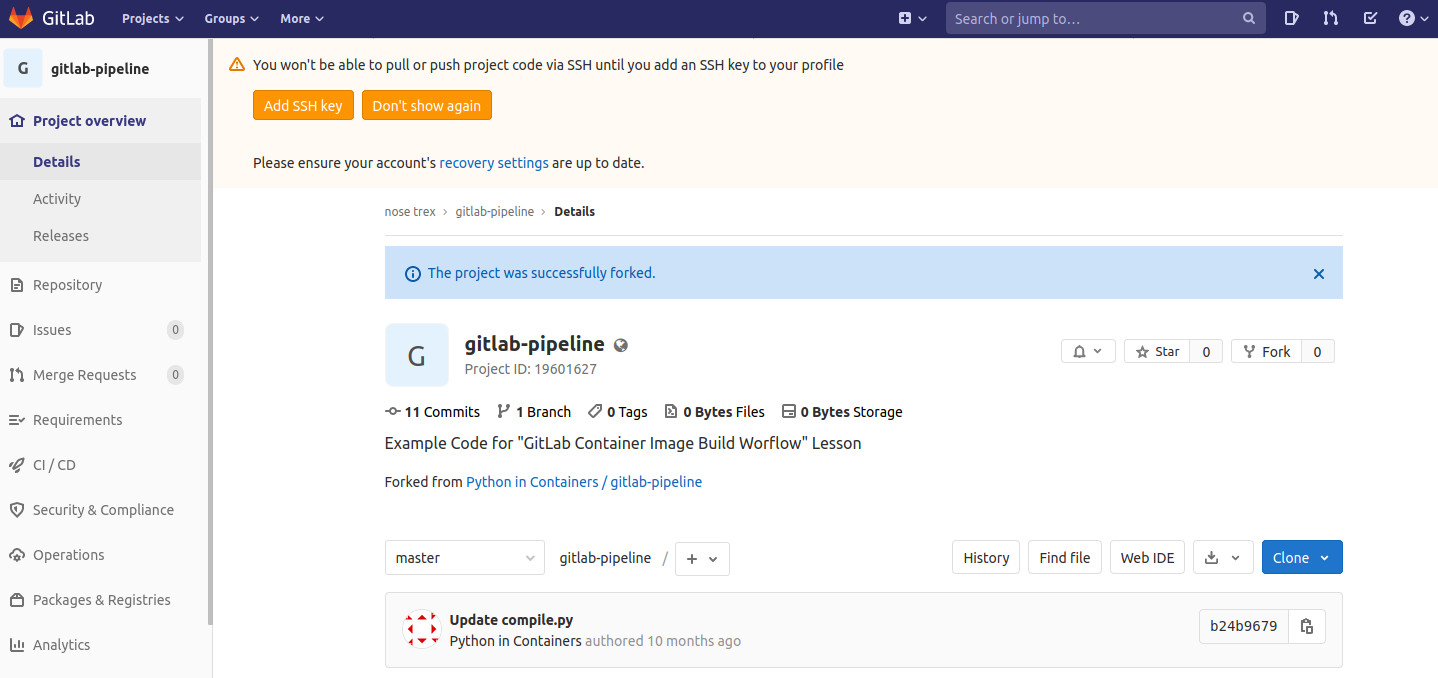 GitLab Projects Groups More Search or jump to…
G gitlab-pipeline
Project overview
Details
Activity
Releases
Repository
Issues 0
Merge Requests 0
Requirements
CI / CD
Security & Compliance
Operations
Packages & Registries
Analytics
You won't be able to pull or push project code via SSH until you add an SSH key to your profile
Add SSH key Don't show again
Please ensure your account's recovery settings are up to date.
nose trex › gitlab-pipeline › Details
The project was successfully forked.
G
gitlab-pipeline
Project ID: 19601627
Star 0 Fork 0
11 Commits 1 Branch 0 Tags 0 Bytes Files 0 Bytes Storage
Example Code for "GitLab Container Image Build Worflow" Lesson
Forked from Python in Containers / gitlab-pipeline
master gitlab-pipeline / + History Find file Web IDE Clone
Update compile.py
Python in Containers authored 10 months ago
b24b9679